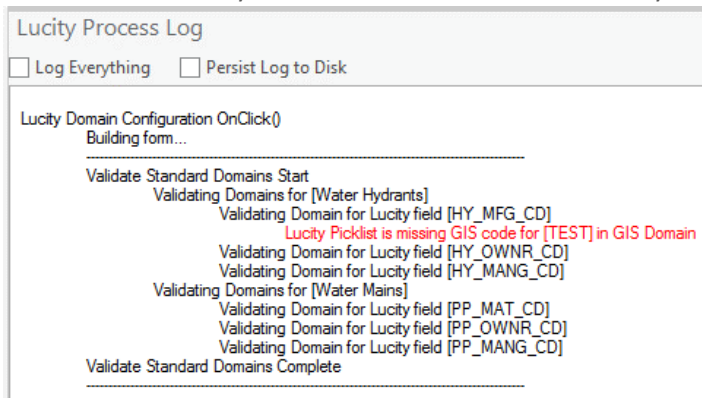 Lucity Process Log
Log Everything Persist Log to Disk
Lucity Domain Configuration OnClick()
Building form...
Validate Standard Domains Start
Validating Domains for [Water Hydrants]
Validating Domain for Lucity field [HY_MFG_CD]
Lucity Picklist is missing GIS code for [TEST] in GIS Domain
Validating Domain for Lucity field [HY_OWNR_CD]
Validating Domain for Lucity field [HY_MANG_CD]
Validating Domains for [Water Mains]
Validating Domain for Lucity field [PP_MAT_CD]
Validating Domain for Lucity field [PP_OWNR_CD]
Validating Domain for Lucity field [PP_MANG_CD]
Validate Standard Domains Complete